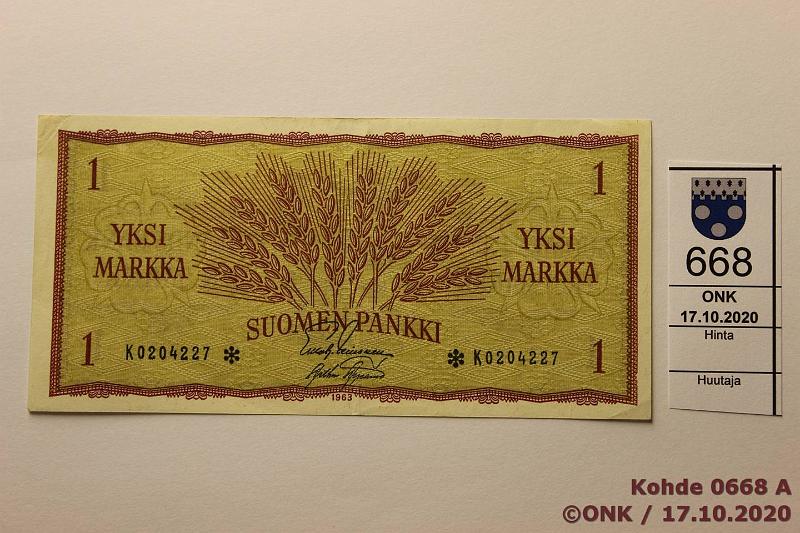 1
1
YKSI
MARKKA
YKSI
MARKKA
SUOMEN PANKKI
1
K0204227 *
* K0204227
1
1963
668
ONK
17.10.2020
Hinta
Huutaja
Kohde 0668 A
©ONK / 17.10.2020